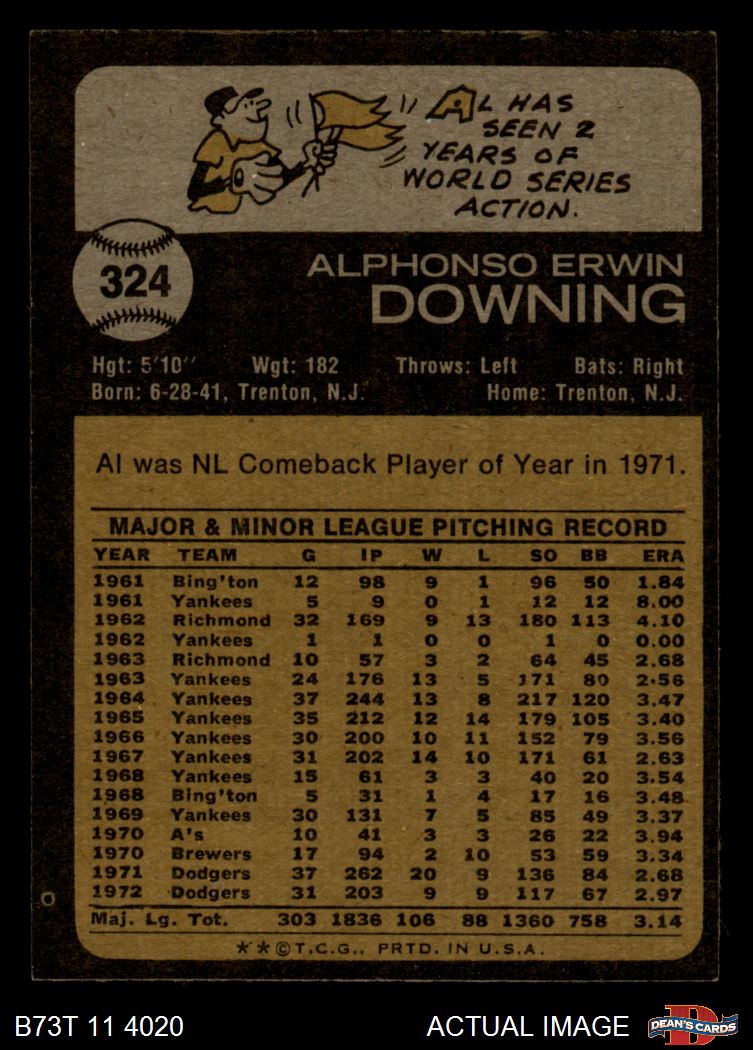 AL HAS
SEEN 2
YEARS OF
WORLD SERIES
ACTION.
324
ALPHONSO ERWIN
DOWNING
Hgt: 5'10" Wgt: 182 Throws: Left Bats: Right
Born: 6-28-41, Trenton, N.J. Home: Trenton, N.J.
Al was NL Comeback Player of Year in 1971.
MAJOR & MINOR LEAGUE PITCHING RECORD
YEAR TEAM G IP W L SO BB ERA
1961 Bing'ton 12 98 9 1 96 50 1.84
1961 Yankees 5 9 0 1 12 12 8.00
1962 Richmond 32 169 9 13 180 113 4.10
1962 Yankees 1 1 0 0 1 0 0.00
1963 Richmond 10 57 3 2 64 45 2.68
1963 Yankees 24 176 13 5 171 80 2.56
1964 Yankees 37 244 13 8 217 120 3.47
1965 Yankees 35 212 12 14 179 105 3.40
1966 Yankees 30 200 10 11 152 79 3.56
1967 Yankees 31 202 14 10 171 61 2.63
1968 Yankees 15 61 3 3 40 20 3.54
1968 Bing'ton 5 31 1 4 17 16 3.48
1969 Yankees 30 131 7 5 85 49 3.37
1970 A's 10 41 3 3 26 22 3.94
1970 Brewers 17 94 2 10 53 59 3.34
1971 Dodgers 37 262 20 9 136 84 2.68
1972 Dodgers 31 203 9 9 117 67 2.97
Maj. Lg. Tot. 303 1836 106 88 1360 758 3.14
**©T.C.G., PRTD. IN U.S.A.
B73T 11 4020 ACTUAL IMAGE DEAN'S CARDS